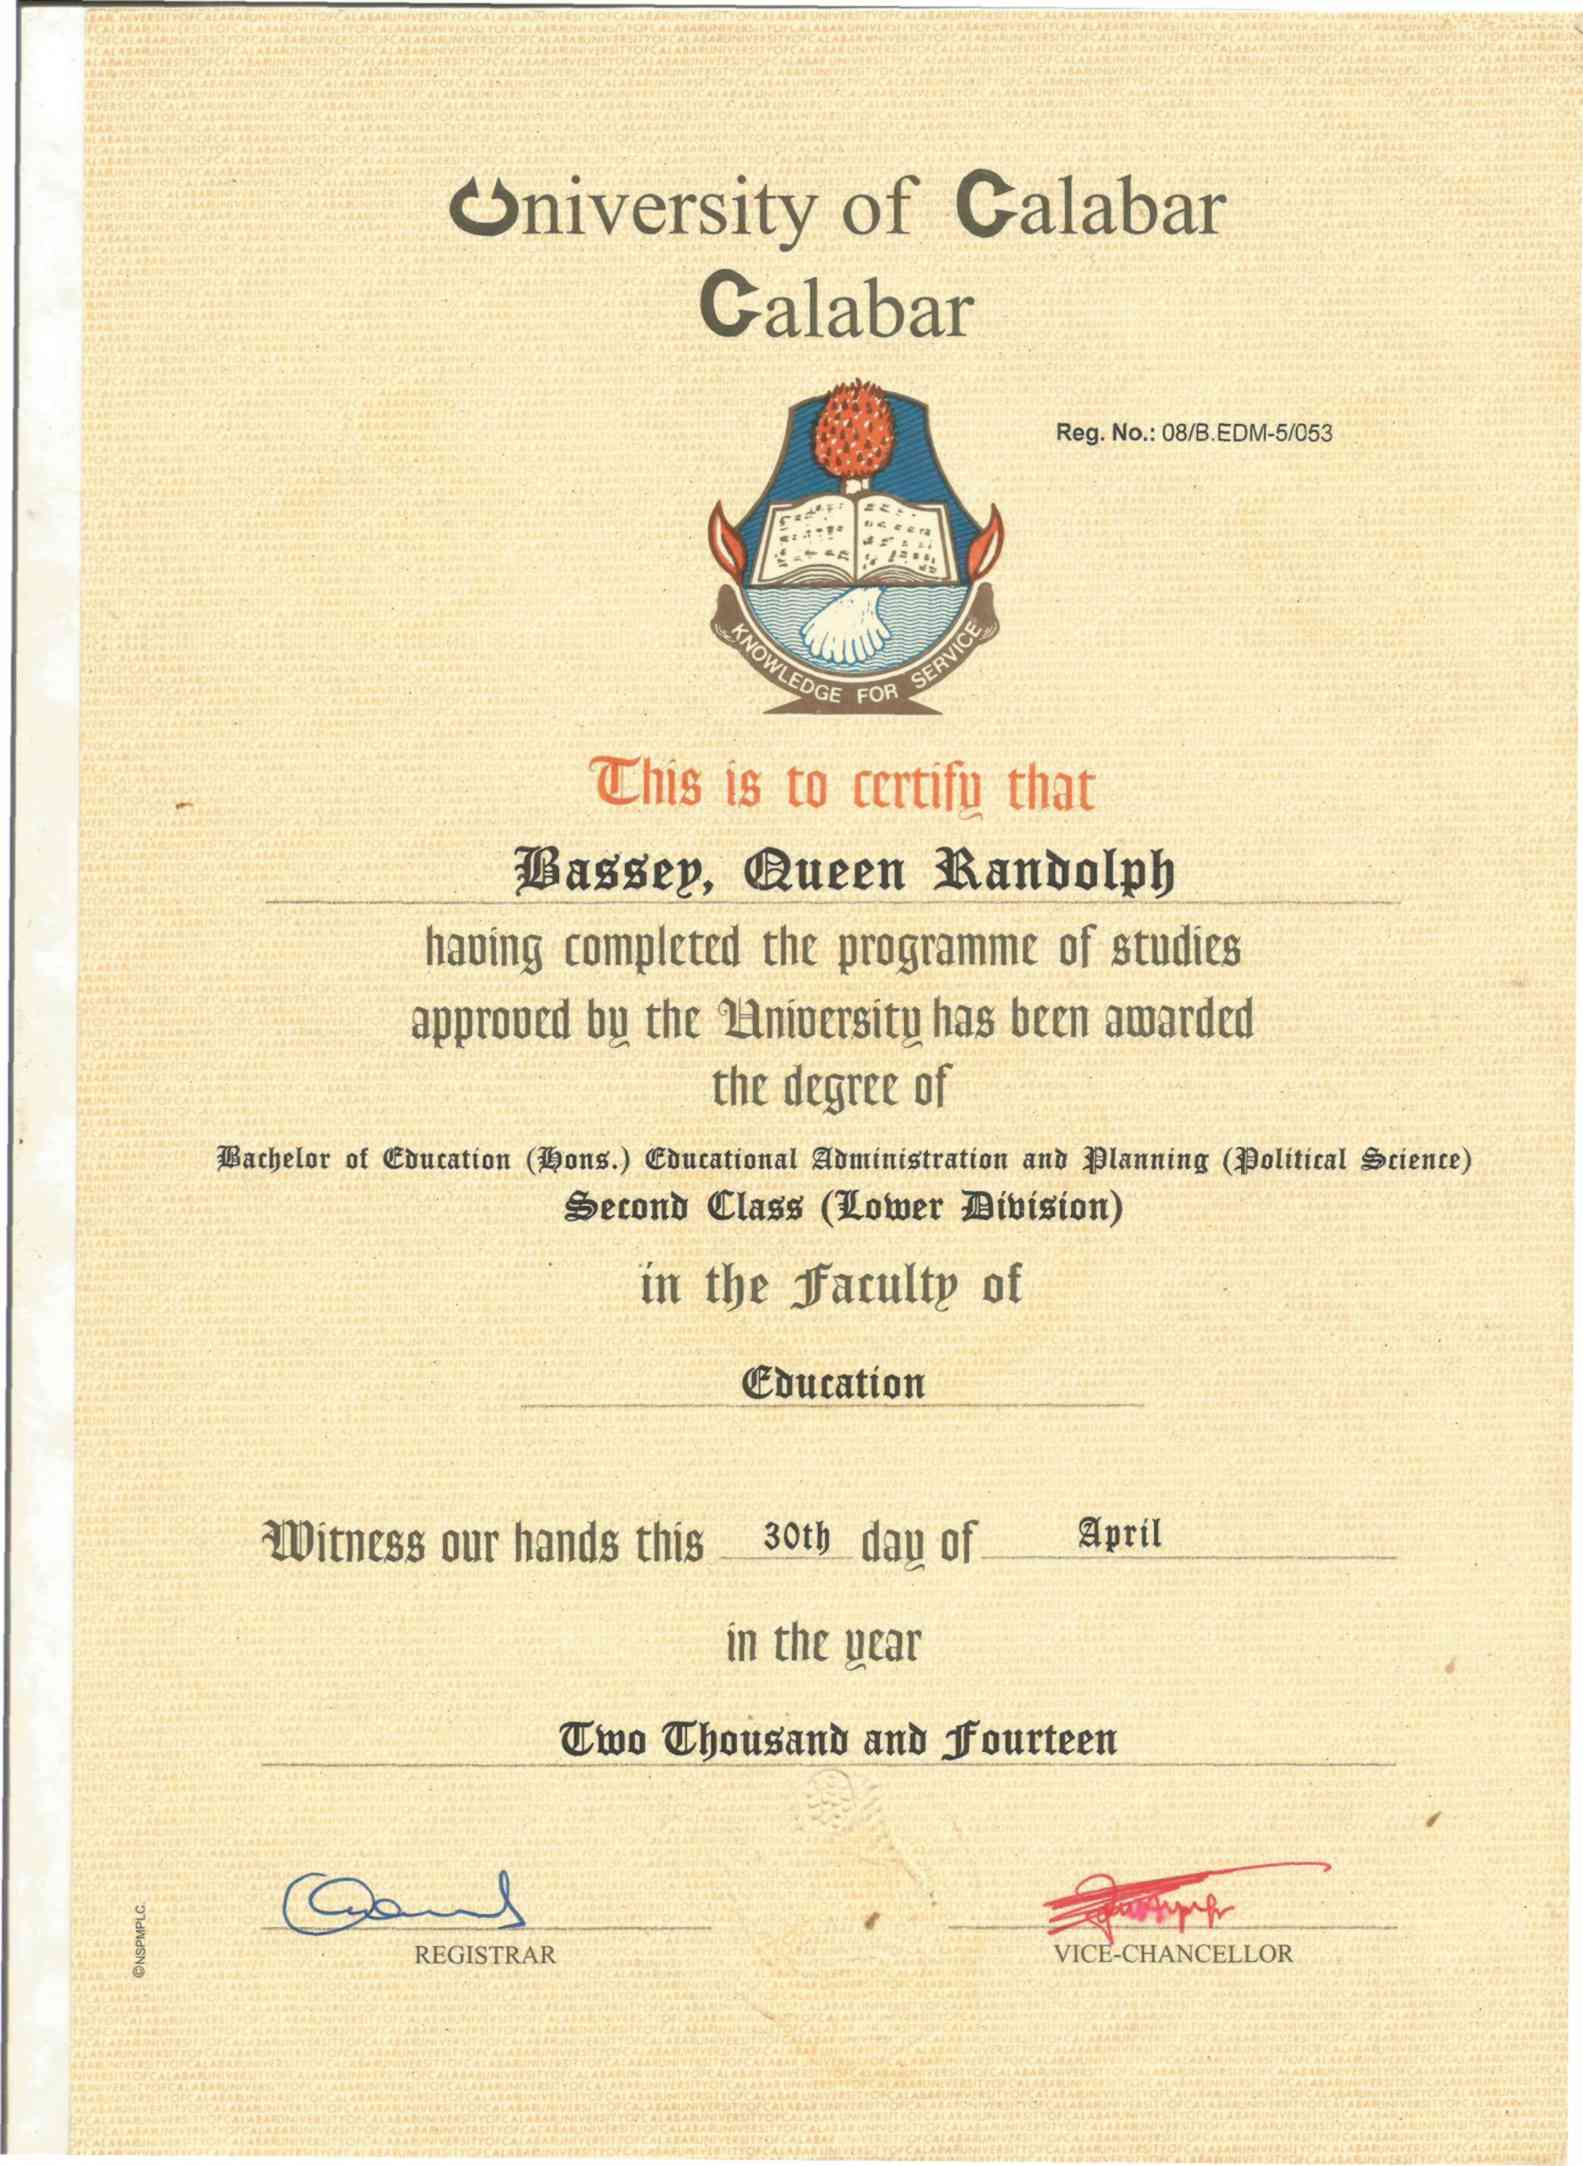 University of Calabar
Calabar
Reg. No.: 08/B.EDM-5/053
KNOWLEDGE FOR SERVICE
This is to certify that
Bassey, Queen Randolph
having completed the programme of studies
approved by the University has been awarded
the degree of
Bachelor of Education (Hons.) Educational Administration and Planning (Political Science)
Second Class (Lower Division)
in the Faculty of
Education
Witness our hands this 30th day of April
in the year
Two Thousand and Fourteen
REGISTRAR
VICE-CHANCELLOR
©NSPMPLC.